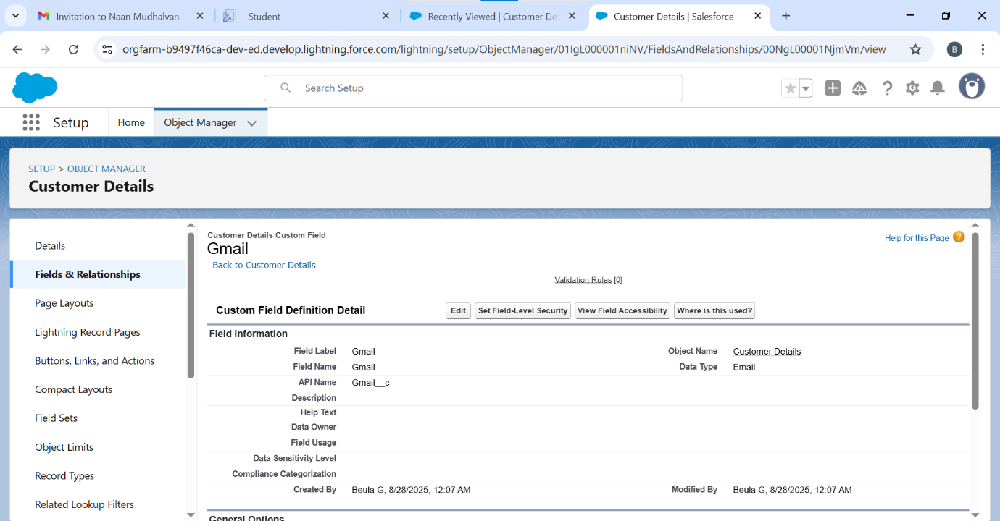 Invitation to Naan Mudhalvan -
- Student
Recently Viewed | Customer De
Customer Details | Salesforce
orgfarm-b9497f46ca-dev-ed.develop.lightning.force.com/lightning/setup/ObjectManager/01IgL000001niNV/FieldsAndRelationships/00NgL00001NjmVm/view
B
Search Setup
Setup
Home
Object Manager
SETUP > OBJECT MANAGER
Customer Details
Details
Fields & Relationships
Page Layouts
Lightning Record Pages
Buttons, Links, and Actions
Compact Layouts
Field Sets
Object Limits
Record Types
Related Lookup Filters
Customer Details Custom Field
Gmail
Help for this Page
Back to Customer Details
Validation Rules [0]
Custom Field Definition Detail
Edit
Set Field-Level Security
View Field Accessibility
Where is this used?
Field Information
Field Label Gmail Object Name Customer Details
Field Name Gmail Data Type Email
API Name Gmail__c
Description
Help Text
Data Owner
Field Usage
Data Sensitivity Level
Compliance Categorization
Created By Beula G, 8/28/2025, 12:07 AM Modified By Beula G, 8/28/2025, 12:07 AM
General Options